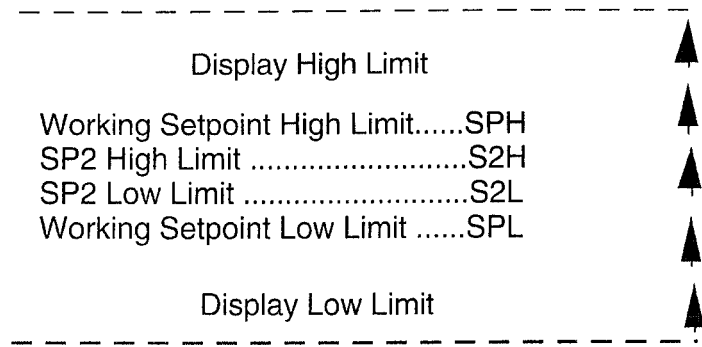 Display High Limit
Working Setpoint High Limit......SPH
SP2 High Limit ...........................S2H
SP2 Low Limit ............................S2L
Working Setpoint Low Limit ......SPL
Display Low Limit